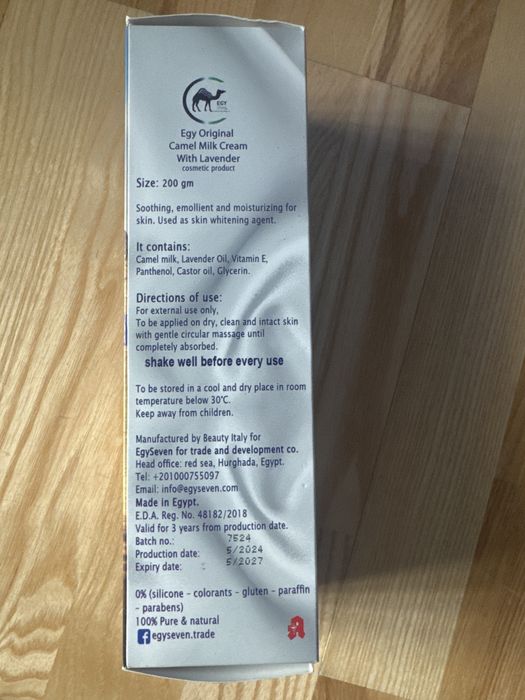 EGY
Egy Original
Camel Milk Cream
With Lavender
cosmetic product
Size: 200 gm
Soothing, emollient and moisturizing for
skin. Used as skin whitening agent.
It contains:
Camel milk, Lavender Oil, Vitamin E,
Panthenol, Castor oil, Glycerin.
Directions of use:
For external use only,
To be applied on dry, clean and intact skin
with gentle circular massage until
completely absorbed.
shake well before every use
To be stored in a cool and dry place in room
temperature below 30°C.
Keep away from children.
Manufactured by Beauty Italy for
EgySeven for trade and development co.
Head office: red sea, Hurghada, Egypt.
Tel: +201000755097
Email: info@egyseven.com
Made in Egypt.
E.D.A. Reg. No. 48182/2018
Valid for 3 years from production date.
Batch no.: 7524
Production date: 5/2024
Expiry date: : 5/2027
0% (silicone - colorants - gluten - paraffin
- parabens)
100% Pure & natural
f egyseven.trade